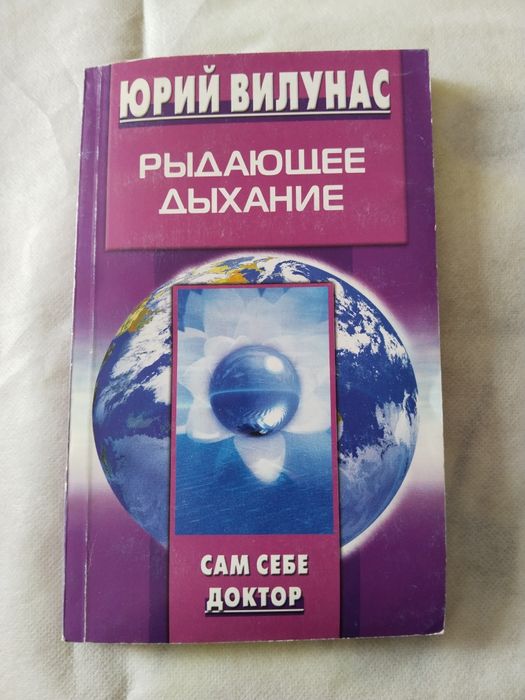 ЮРИЙ ВИЛУНАС
РЫДАЮЩЕЕ
ДЫХАНИЕ
САМ СЕБЕ
ДОКТОР